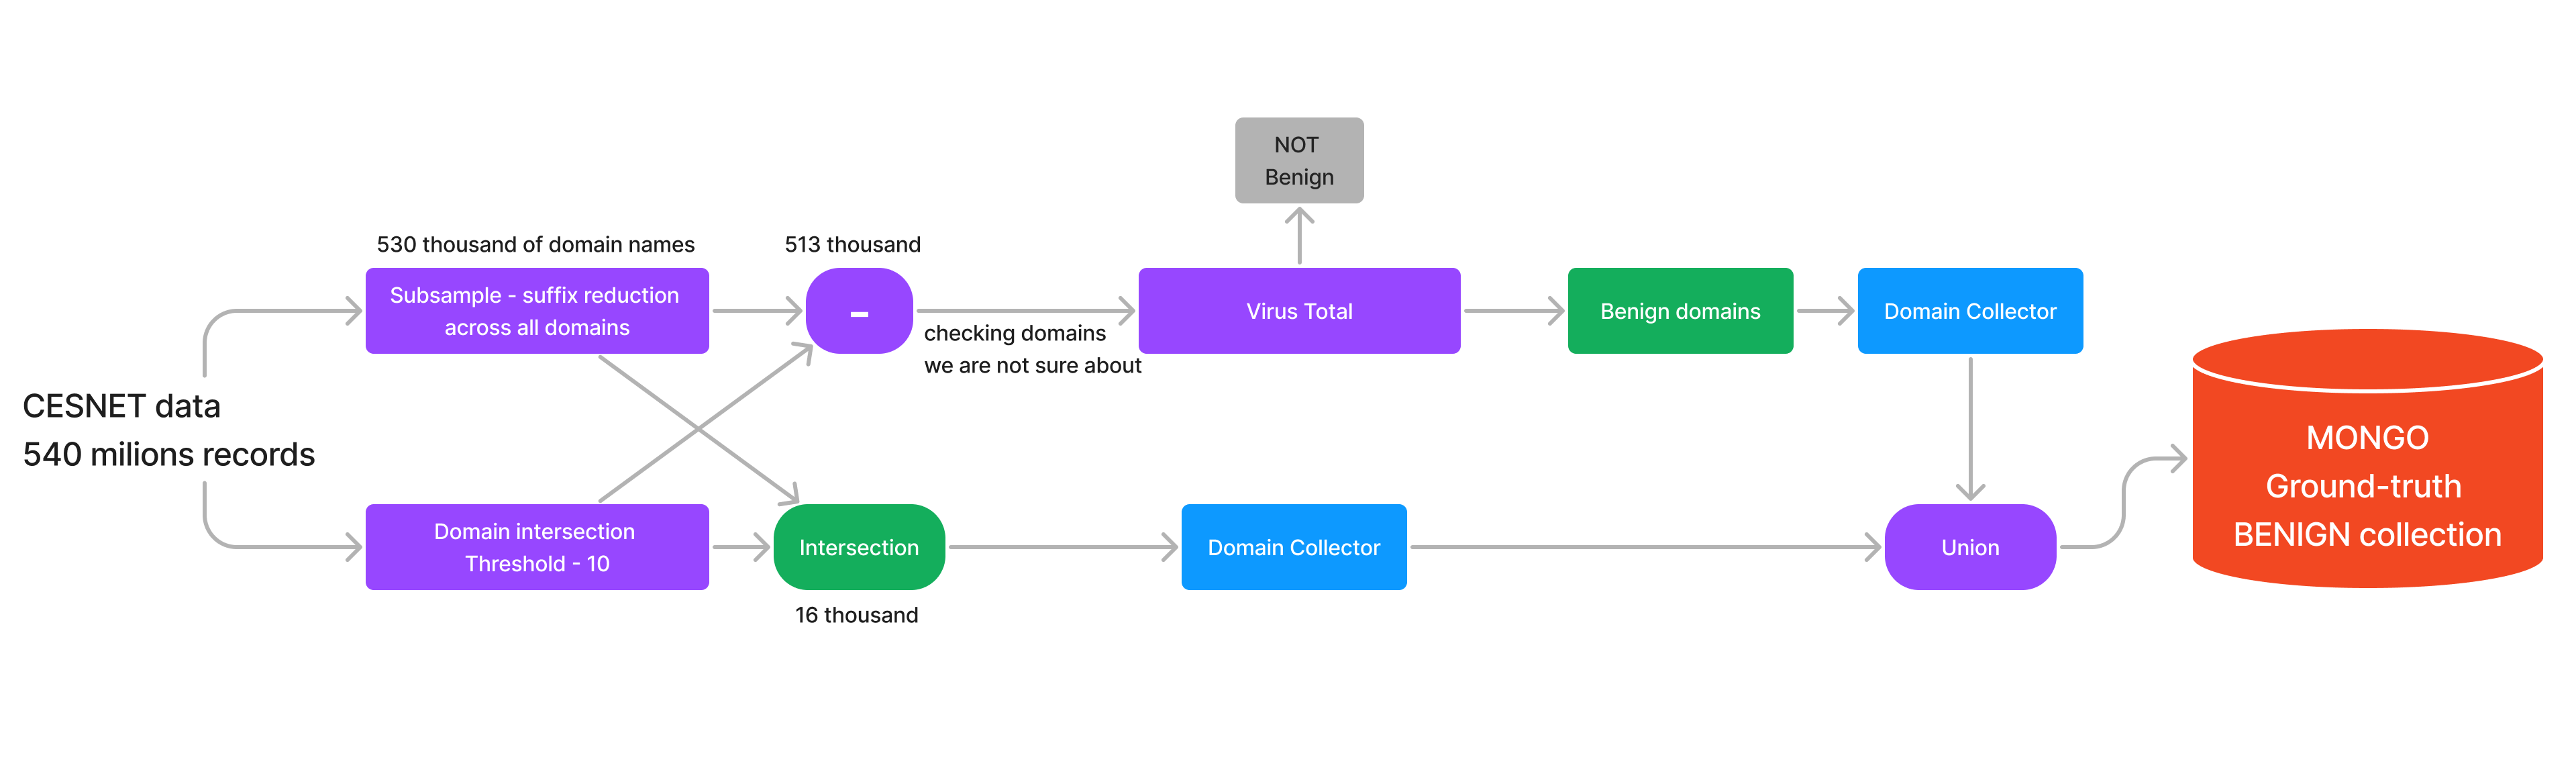 NOT
Benign
530 thousand of domain names
513 thousand
Subsample - suffix reduction
across all domains
–
Virus Total
Benign domains
Domain Collector
checking domains
we are not sure about
CESNET data
540 milions records
MONGO
Ground-truth
BENIGN collection
Domain intersection
Threshold - 10
Intersection
Domain Collector
Union
16 thousand